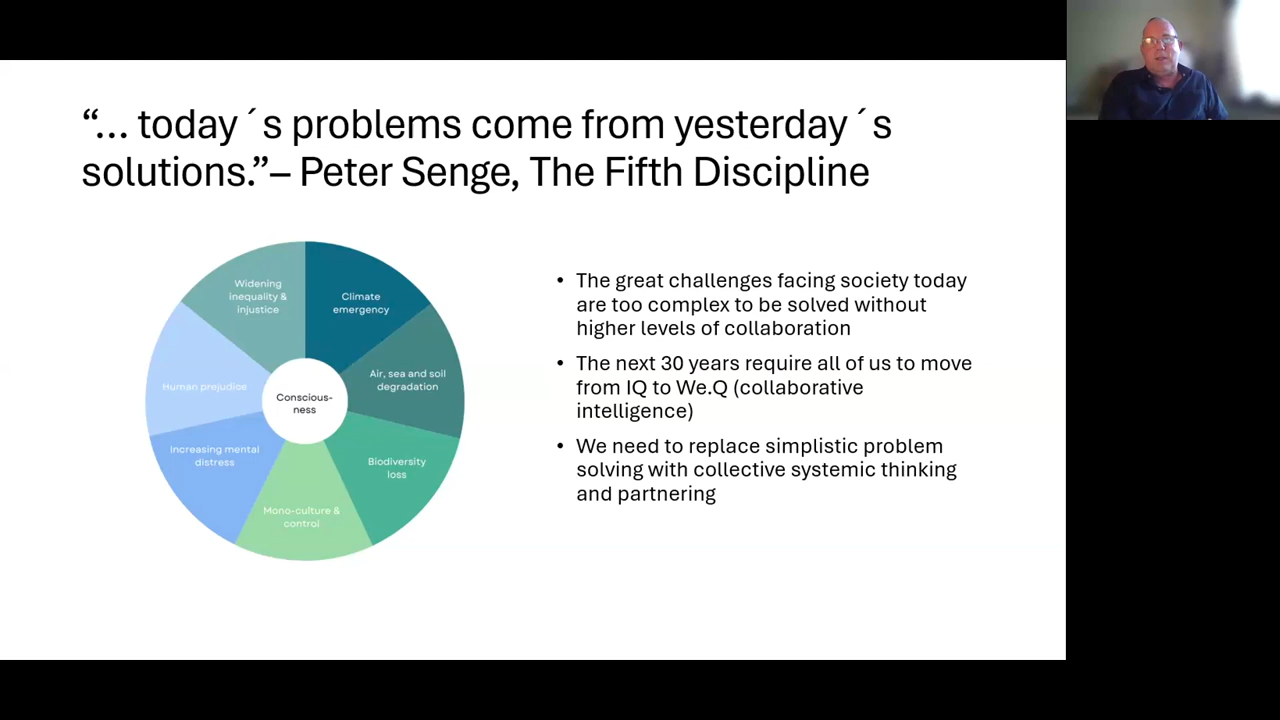 “... today ´s problems come from yesterday ´s
solutions.”– Peter Senge, The Fifth Discipline
Widening
inequality &
injustice
Climate
emergency
Air, sea and soil
degradation
Biodiversity
loss
Mono-culture &
control
Increasing mental
distress
Human prejudice
Conscious-
ness
• The great challenges facing society today
are too complex to be solved without
higher levels of collaboration
• The next 30 years require all of us to move
from IQ to We.Q (collaborative
intelligence)
• We need to replace simplistic problem
solving with collective systemic thinking
and partnering